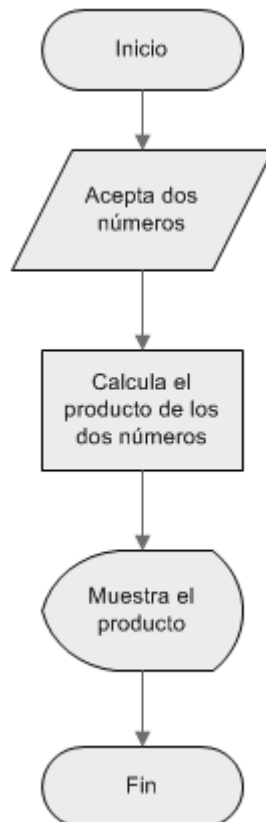 Inicio
Acepta dos
números
Calcula el
producto de los
dos números
Muestra el
producto
Fin